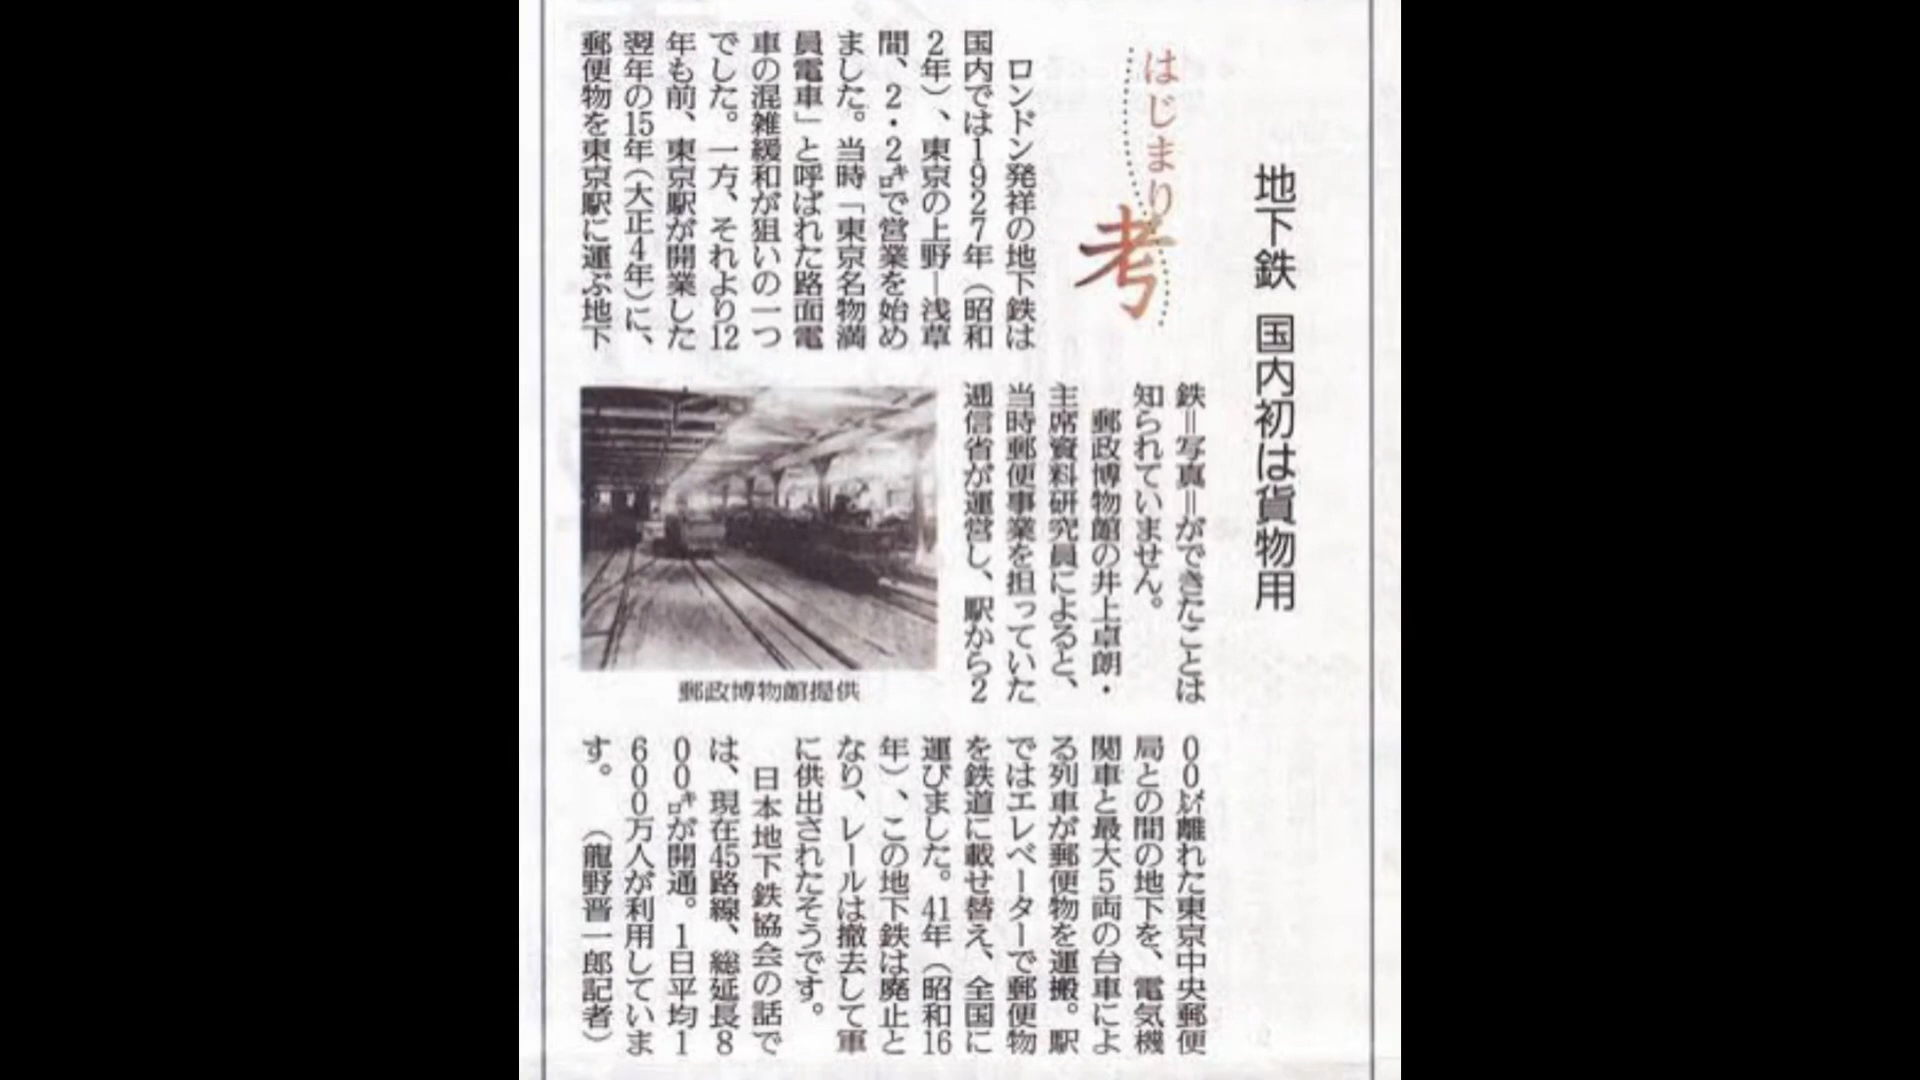 地下鉄 国内初は貨物用
はじまり
考
ロンドン発祥の地下鉄は
国内では1927年（昭和
2年）、東京の上野―浅草
間、2・2㌔で営業を始め
ました。当時「東京名物満
員電車」と呼ばれた路面電
車の混雑緩和が狙いの一つ
でした。一方、それより12
年も前、東京駅が開業した
翌年の15年（大正4年）に、
郵便物を東京駅に運ぶ地下
鉄＝写真＝ができたことは
知られていません。
郵政博物館の井上卓朗・
主席資料研究員によると、
当時郵便事業を担っていた
逓信省が運営し、駅から2
00㍍離れた東京中央郵便
局との間の地下を、電気機
関車と最大5両の台車によ
る列車が郵便物を運搬。駅
ではエレベーターで郵便物
を鉄道に載せ替え、全国に
運びました。41年（昭和16
年）、この地下鉄は廃止と
なり、レールは撤去して軍
に供出されたそうです。
日本地下鉄協会の話で
は、現在45路線、総延長8
00㌔が開通。1日平均1
600万人が利用していま
す。（龍野晋一郎記者）
郵政博物館提供